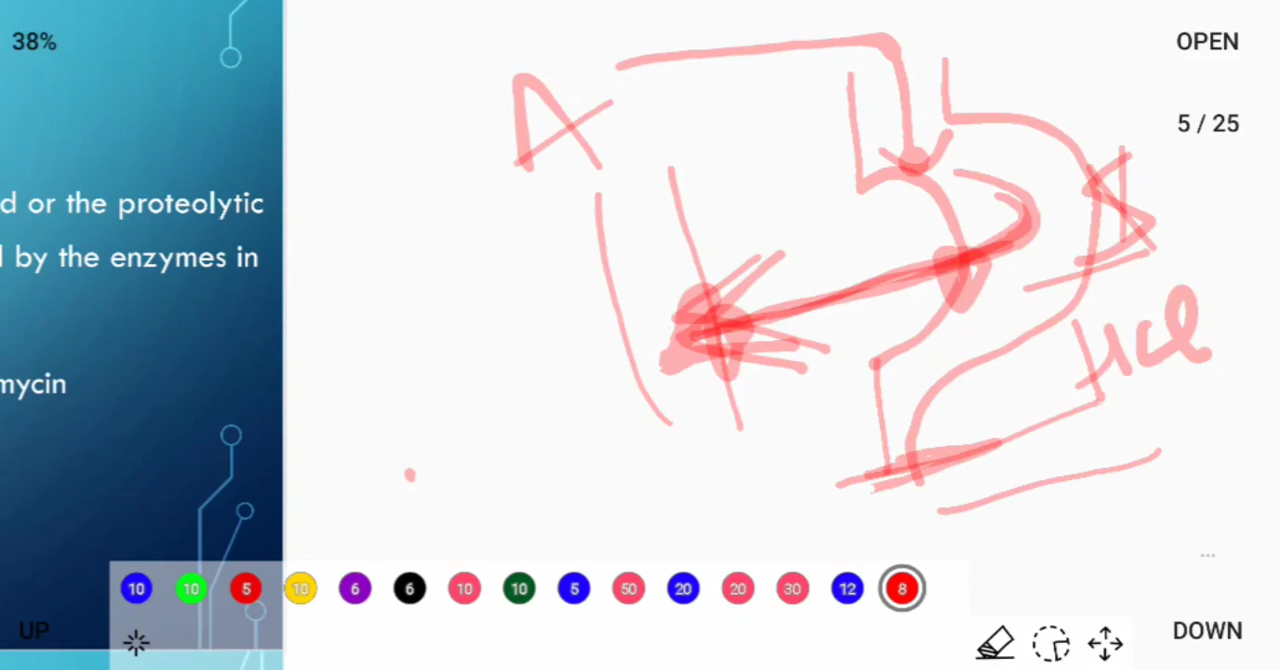 38%
OPEN
5 / 25
A
d or the proteolytic
l by the enzymes in
HCl
mycin
10 10 5 10 6 6 10 10 5 50 20 20 30 12 8
...
UP
DOWN